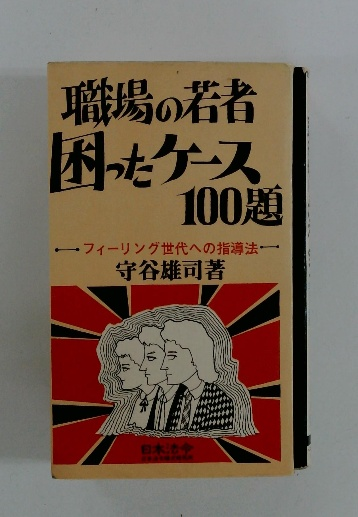 職場の若者
困ったケース
100題
フィーリング世代への指導法
守谷雄司著